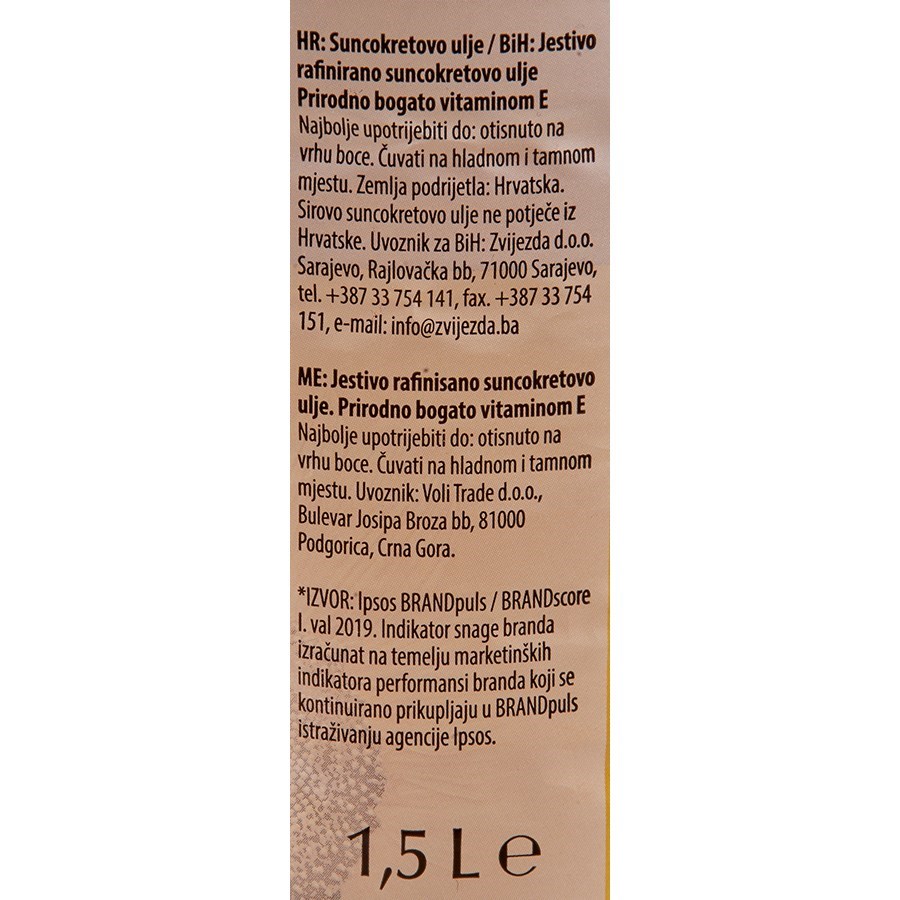 HR: Suncokretovo ulje / BiH: Jestivo
rafinirano suncokretovo ulje
Prirodno bogato vitaminom E
Najbolje upotrijebiti do: otisnuto na
vrhu boce. Čuvati na hladnom i tamnom
mjestu. Zemlja podrijetla: Hrvatska.
Sirovo suncokretovo ulje ne potječe iz
Hrvatske. Uvoznik za BiH: Zvijezda d.o.o.
Sarajevo, Rajlovačka bb, 71000 Sarajevo,
tel. +387 33 754 141, fax. +387 33 754
151, e-mail: info@zvijezda.ba
ME: Jestivo rafinisano suncokretovo
ulje. Prirodno bogato vitaminom E
Najbolje upotrijebiti do: otisnuto na
vrhu boce. Čuvati na hladnom i tamnom
mjestu. Uvoznik: Voli Trade d.o.o.,
Bulevar Josipa Broza bb, 81000
Podgorica, Crna Gora.
*IZVOR: Ipsos BRANDpuls / BRANDscore
I. val 2019. Indikator snage branda
izračunat na temelju marketinških
indikatora performansi branda koji se
kontinuirano prikupljaju u BRANDpuls
istraživanju agencije Ipsos.
1,5 L e